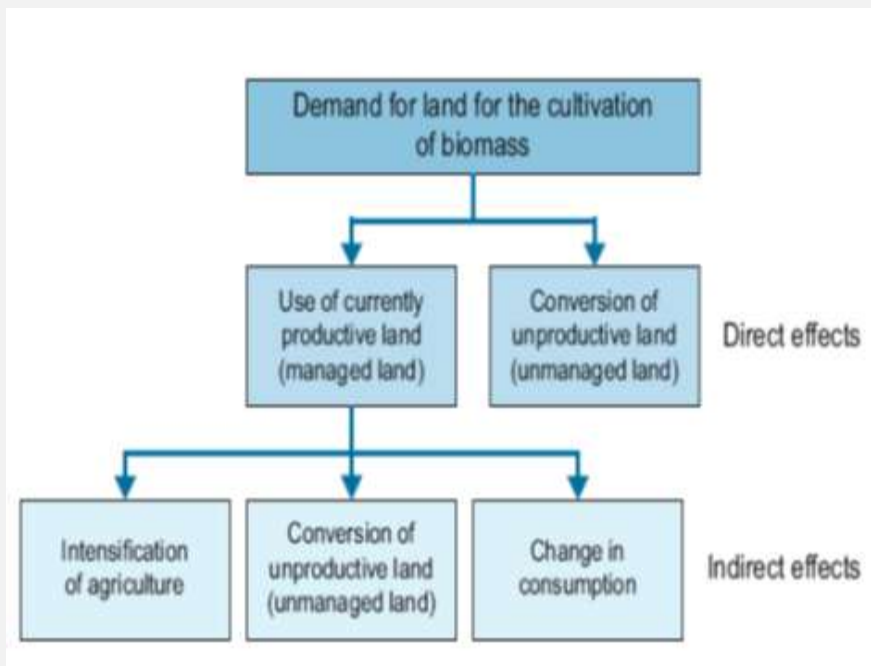 Demand for land for the cultivation
of biomass
Use of currently
productive land
(managed land)
Conversion of
unproductive land
(unmanaged land)
Direct effects
Intensification
of agriculture
Conversion of
unproductive land
(unmanaged land)
Change in
consumption
Indirect effects